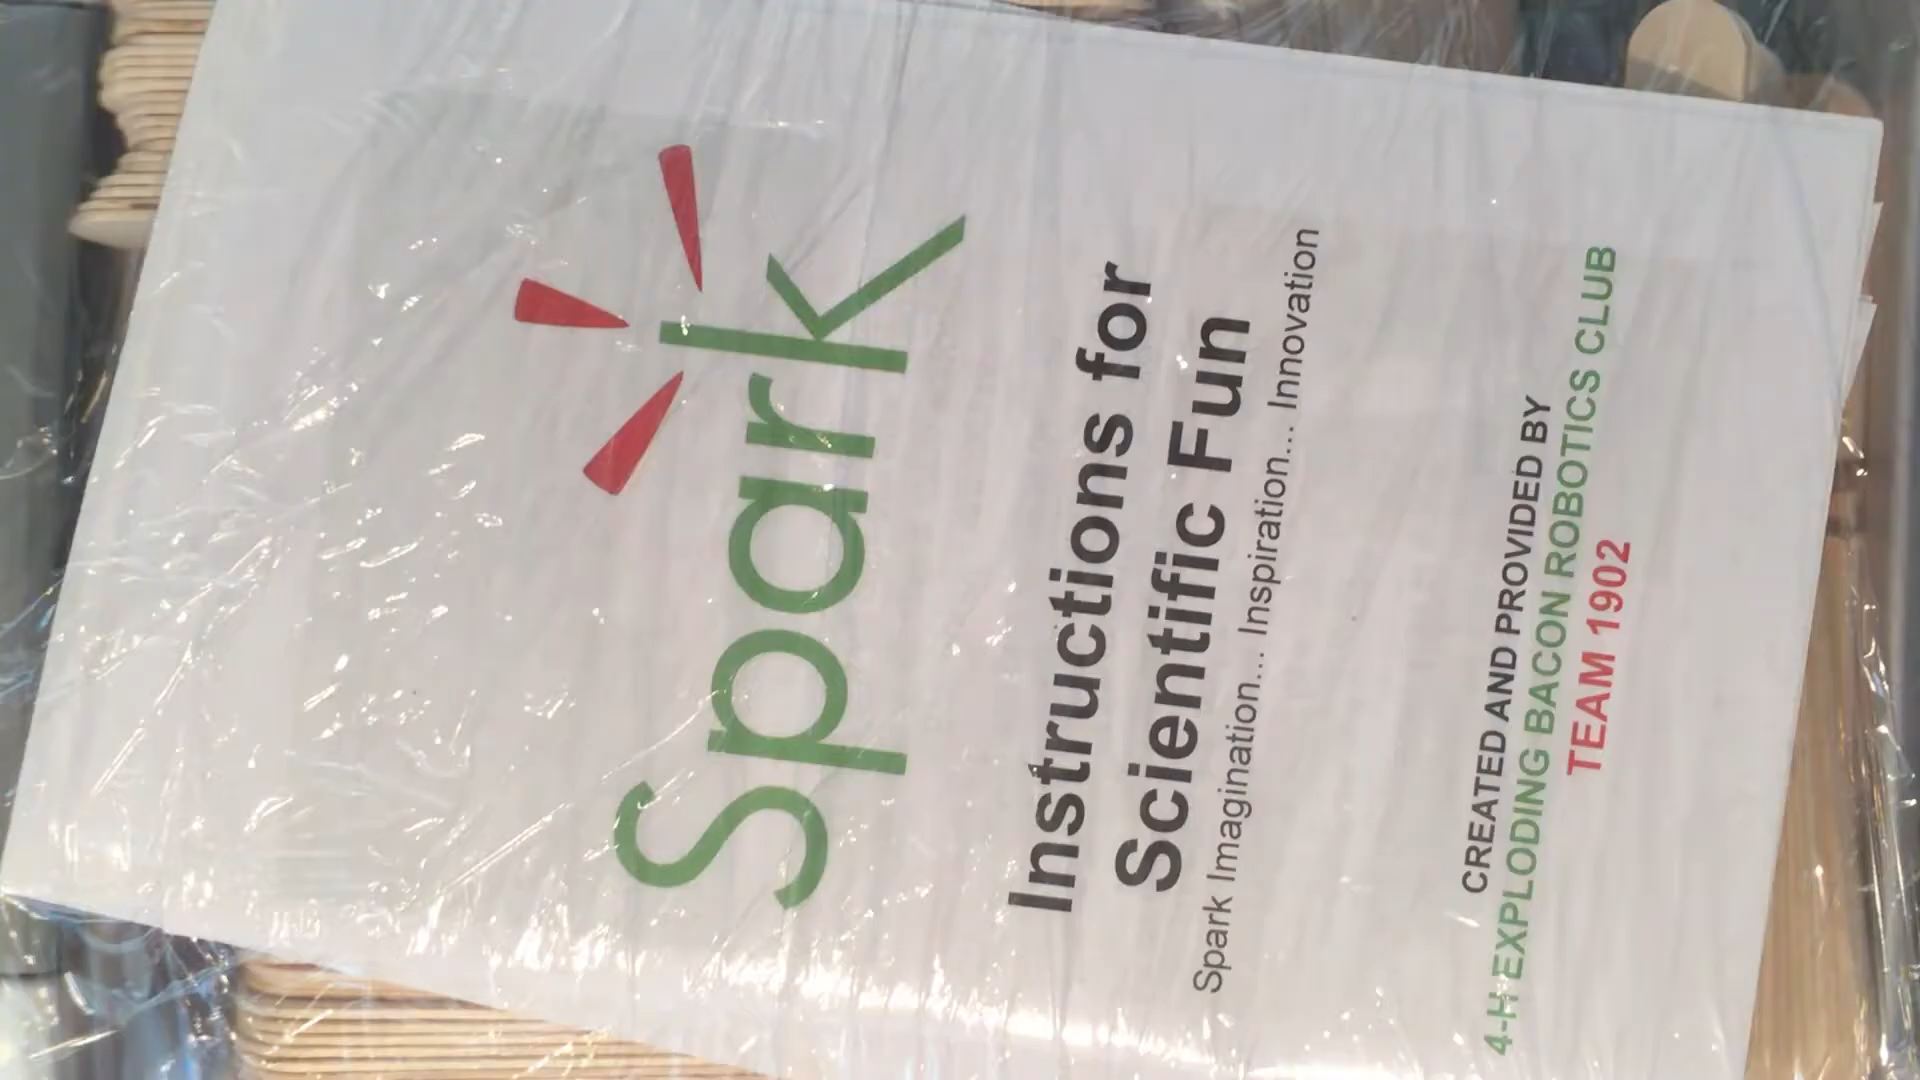 Spark
Instructions for
Scientific Fun
Spark Imagination... Inspiration... Innovation
CREATED AND PROVIDED BY
4-H EXPLODING BACON ROBOTICS CLUB
TEAM 1902